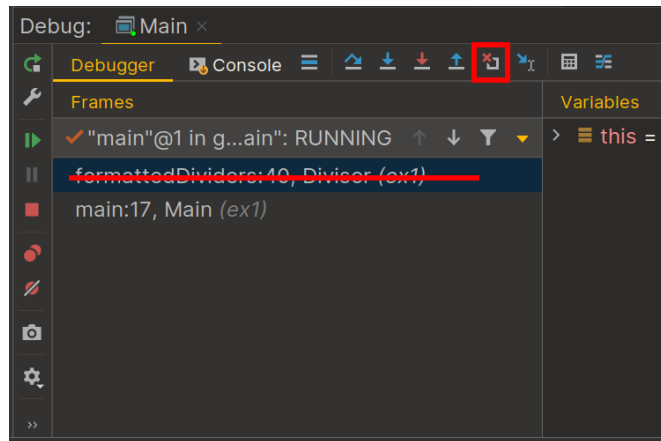 Debug: Main
Debugger Console
Frames Variables
"main"@1 in g...ain": RUNNING
this =
formattedDividers:40, Divisor (ex1)
main:17, Main (ex1)